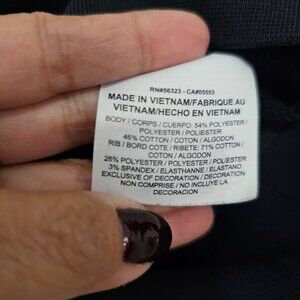 RN#56323 - CA#05553
MADE IN VIETNAM/FABRIQUE AU
VIETNAM/HECHO EN VIETNAM
BODY / CORPS / CUERPO: 54% POLYESTER /
POLYESTER / POLIESTER
46% COTTON / COTON / ALGODON
RIB / BORD COTE / RIBETE: 71% COTTON /
COTON / ALGODON
26% POLYESTER / POLYESTER / POLIESTER
3% SPANDEX / ELASTHANNE / ELASTANO
EXCLUSIVE OF DECORATION / DECORATION
NON COMPRISE / NO INCLUYE LA
DECORACION